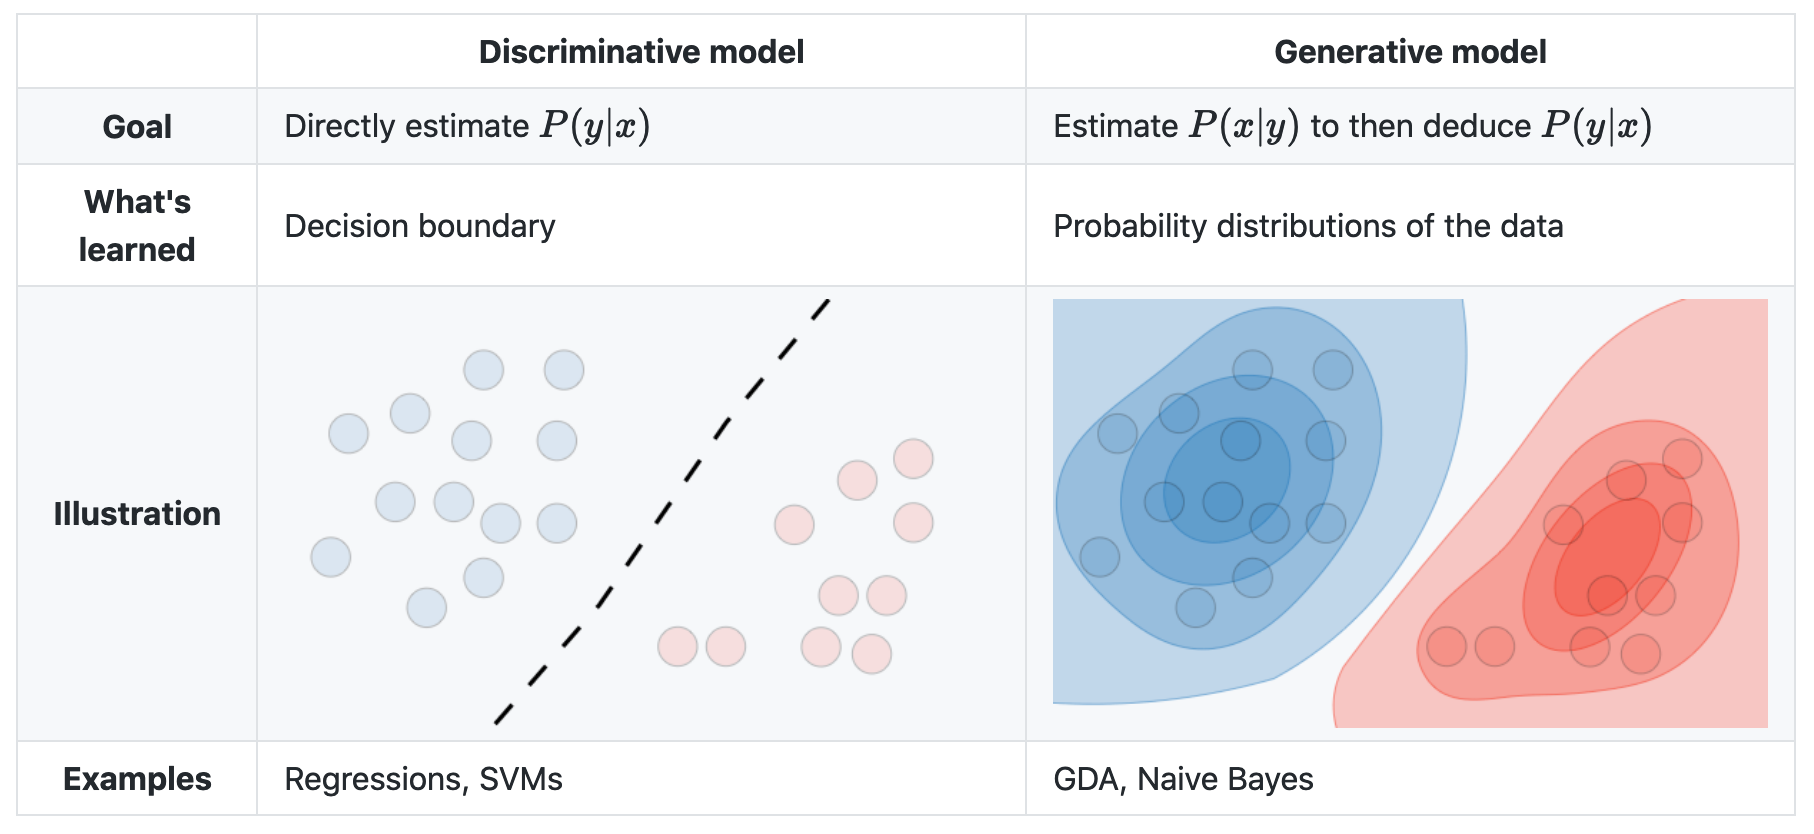 Discriminative model
Generative model
Goal
Directly estimate P(y|x)
Estimate P(x|y) to then deduce P(y|x)
What's
learned
Decision boundary
Probability distributions of the data
Illustration
Examples
Regressions, SVMs
GDA, Naive Bayes